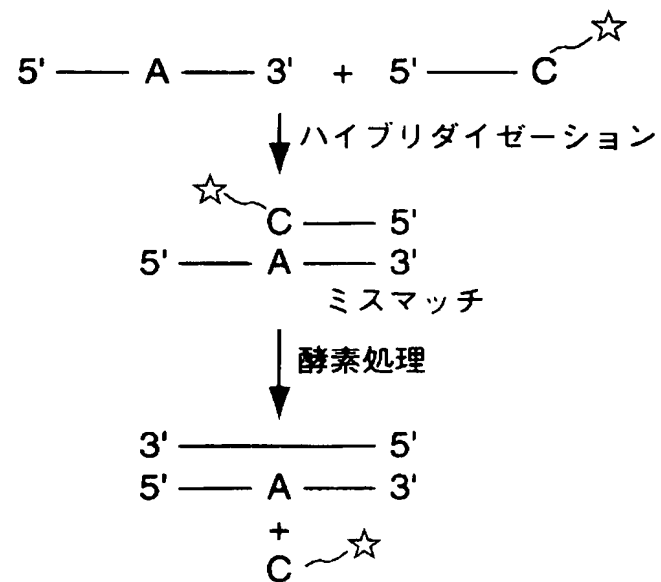 5' A 3' + 5' C
ハイブリダイゼーション
C 5'
5' A 3'
ミスマッチ
酵素処理
3' 5'
5' A 3'
+
C